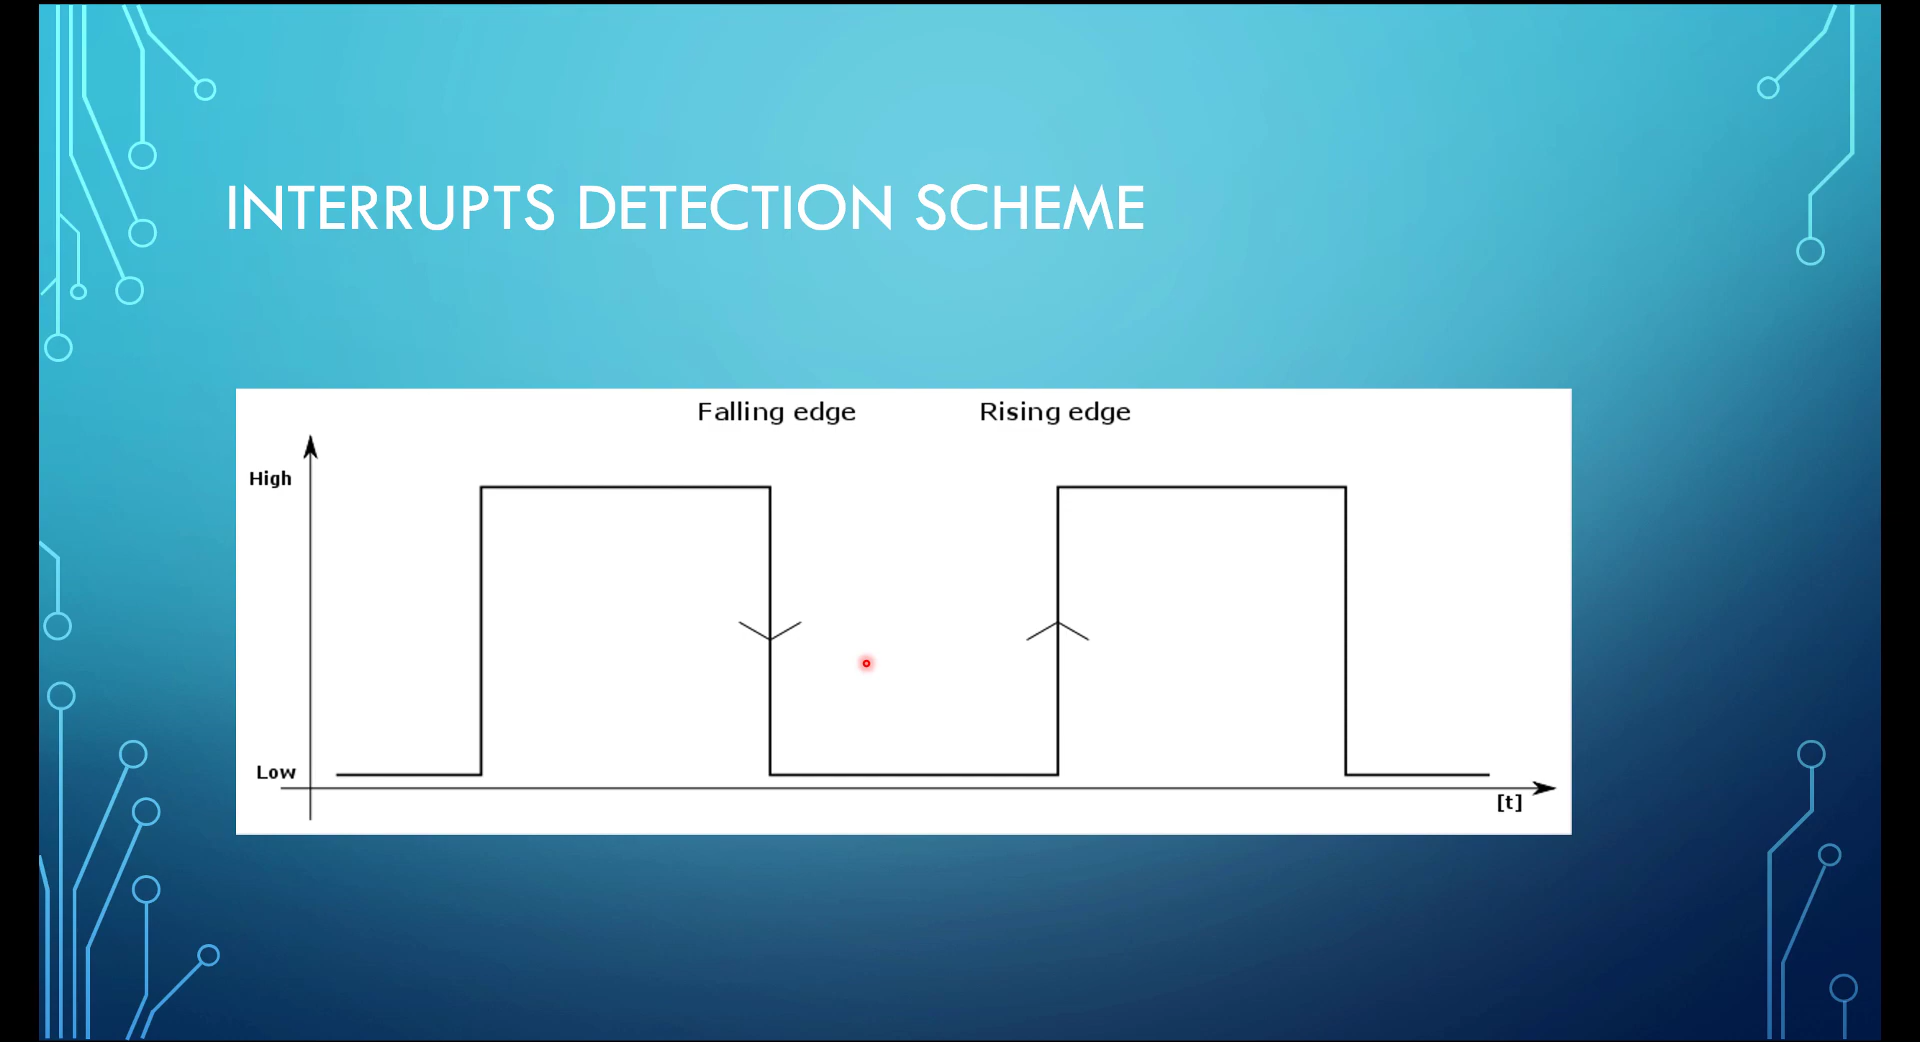 INTERRUPTS DETECTION SCHEME
Falling edge
Rising edge
High
Low
[t]